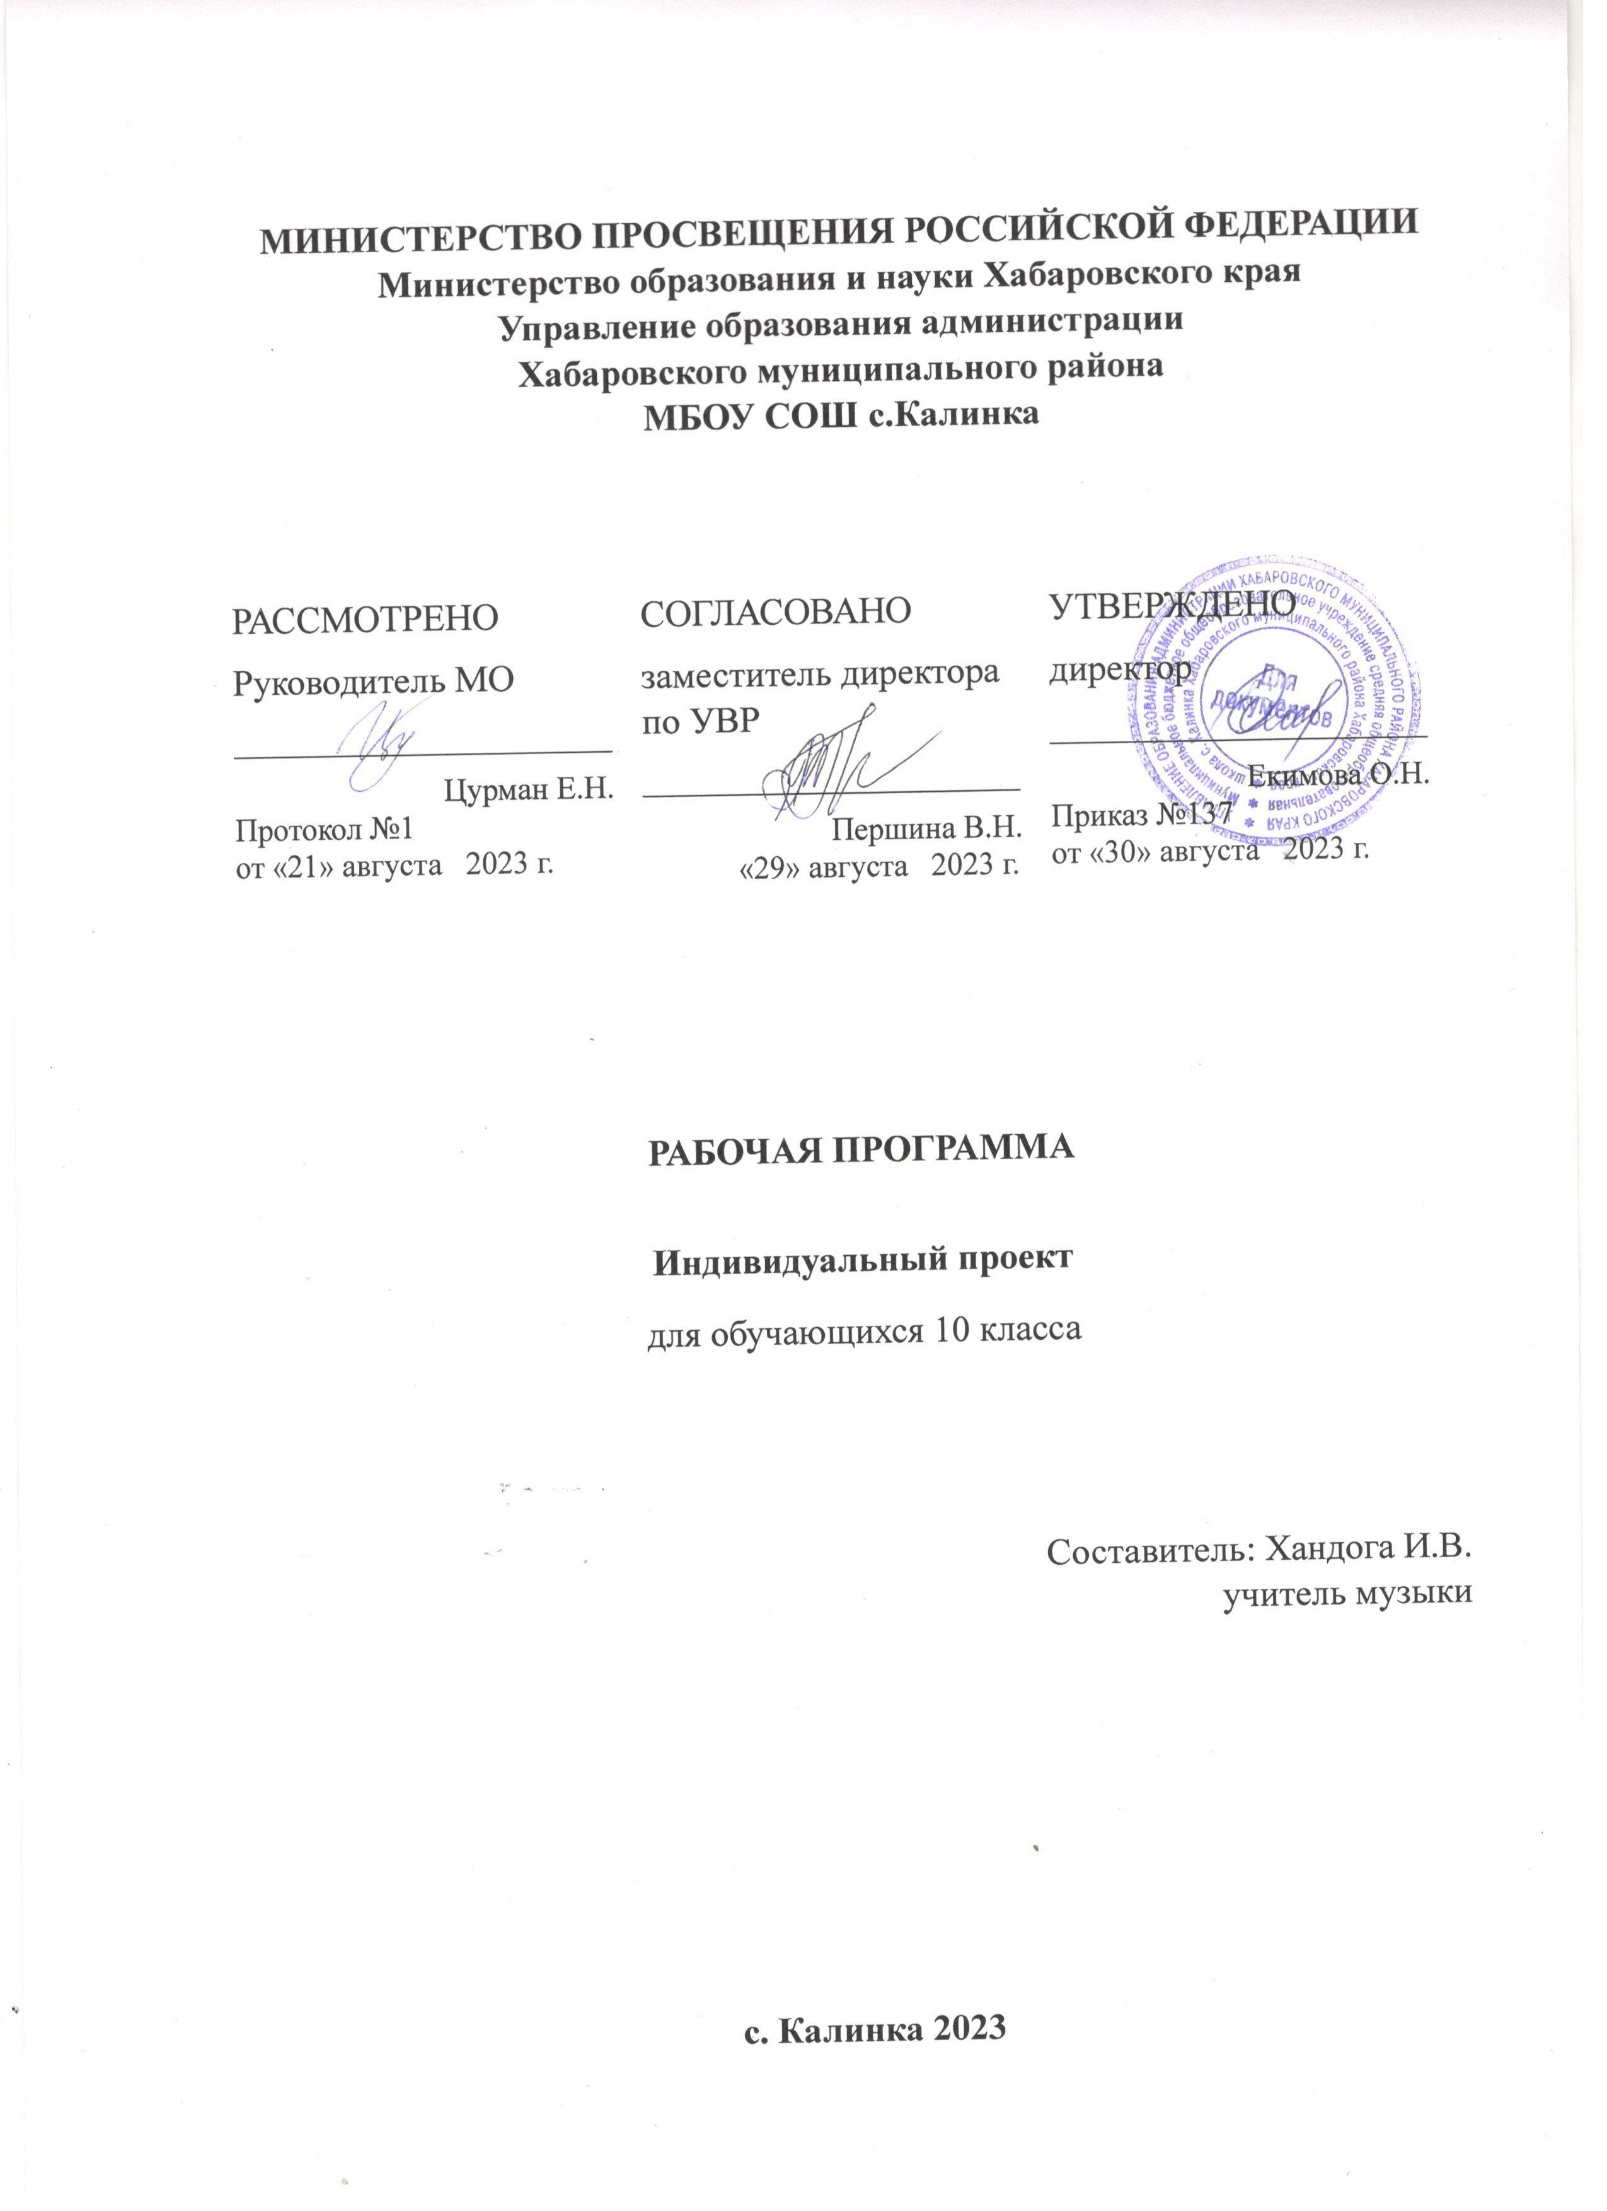 МИНИСТЕРСТВО ПРОСВЕЩЕНИЯ РОССИЙСКОЙ ФЕДЕРАЦИИ
Министерство образования и науки Хабаровского края
Управление образования администрации
Хабаровского муниципального района
МБОУ СОШ с.Калинка
РАССМОТРЕНО
Руководитель МО
Цурман Е.Н.
Протокол №1
от «21» августа 2023 г.
СОГЛАСОВАНО
заместитель директора
по УВР
Першина В.Н.
«29» августа 2023 г.
УТВЕРЖДЕНО
директор
Екимова О.Н.
Приказ №137
от «30» августа 2023 г.
Для
документов
РАБОЧАЯ ПРОГРАММА
Индивидуальный проект
для обучающихся 10 класса
Составитель: Хандога И.В.
учитель музыки
с. Калинка 2023